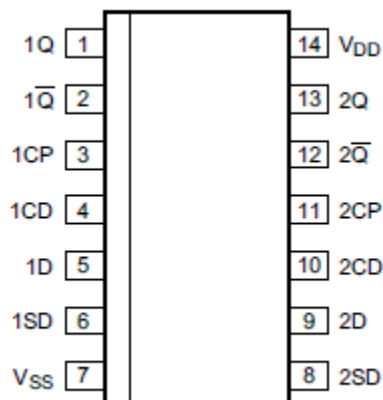 1Q 1 14 VDD
1Q̅ 2 13 2Q
1CP 3 12 2Q̅
1CD 4 11 2CP
1D 5 10 2CD
1SD 6 9 2D
VSS 7 8 2SD